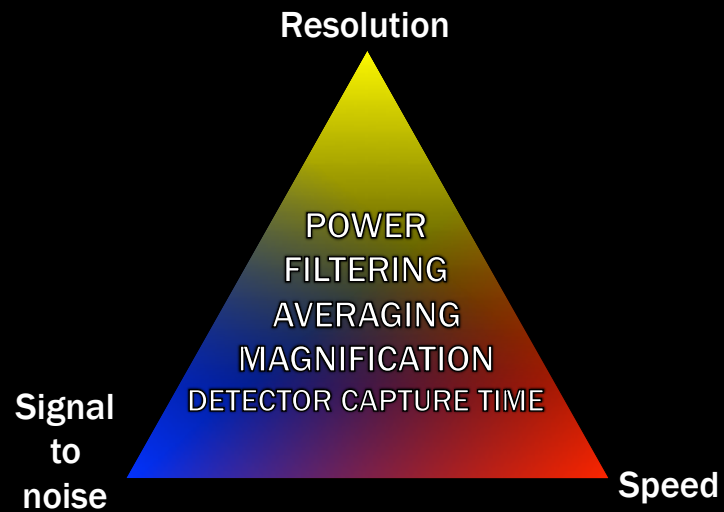 Resolution
POWER
FILTERING
AVERAGING
MAGNIFICATION
DETECTOR CAPTURE TIME
Signal
to
noise
Speed